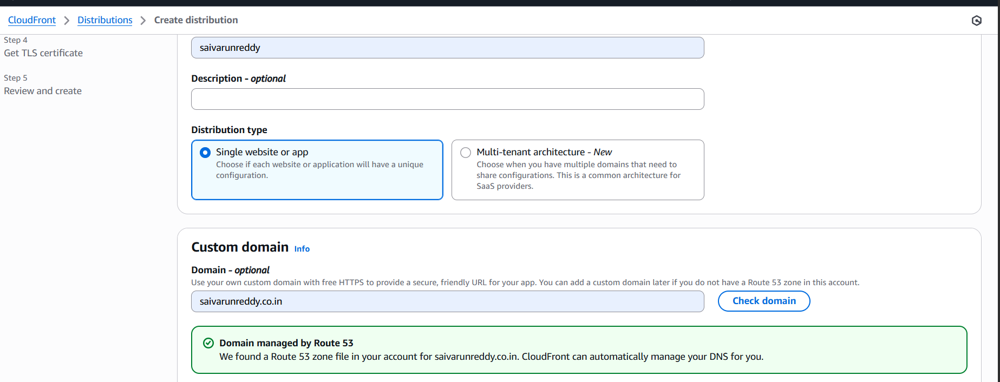 CloudFront > Distributions > Create distribution
Step 4
Get TLS certificate
Step 5
Review and create
saivarunreddy
Description - optional
Distribution type
Single website or app
Choose if each website or application will have a unique
configuration.
Multi-tenant architecture - New
Choose when you have multiple domains that need to
share configurations. This is a common architecture for
SaaS providers.
Custom domain Info
Domain - optional
Use your own custom domain with free HTTPS to provide a secure, friendly URL for your app. You can add a custom domain later if you do not have a Route 53 zone in this account.
saivarunreddy.co.in
Check domain
Domain managed by Route 53
We found a Route 53 zone file in your account for saivarunreddy.co.in. CloudFront can automatically manage your DNS for you.